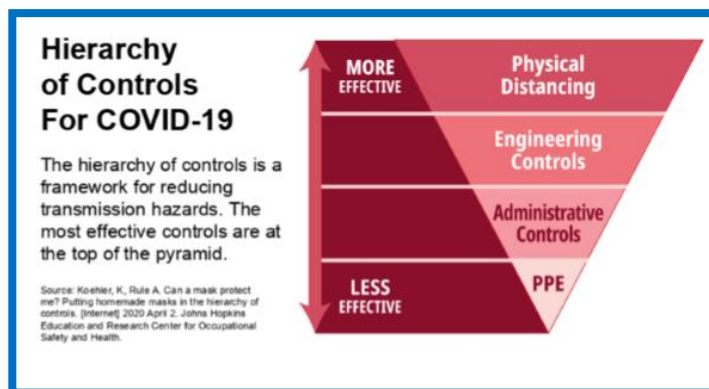 Hierarchy
of Controls
For COVID-19
The hierarchy of controls is a
framework for reducing
transmission hazards. The
most effective controls are at
the top of the pyramid.
Source: Koehler, K, Rule A. Can a mask protect
me? Putting homemade masks in the hierarchy of
controls. [Internet] 2020 April 2. Johns Hopkins
Education and Research Center for Occupational
Safety and Health.
MORE
EFFECTIVE
Physical
Distancing
Engineering
Controls
Administrative
Controls
LESS
EFFECTIVE
PPE